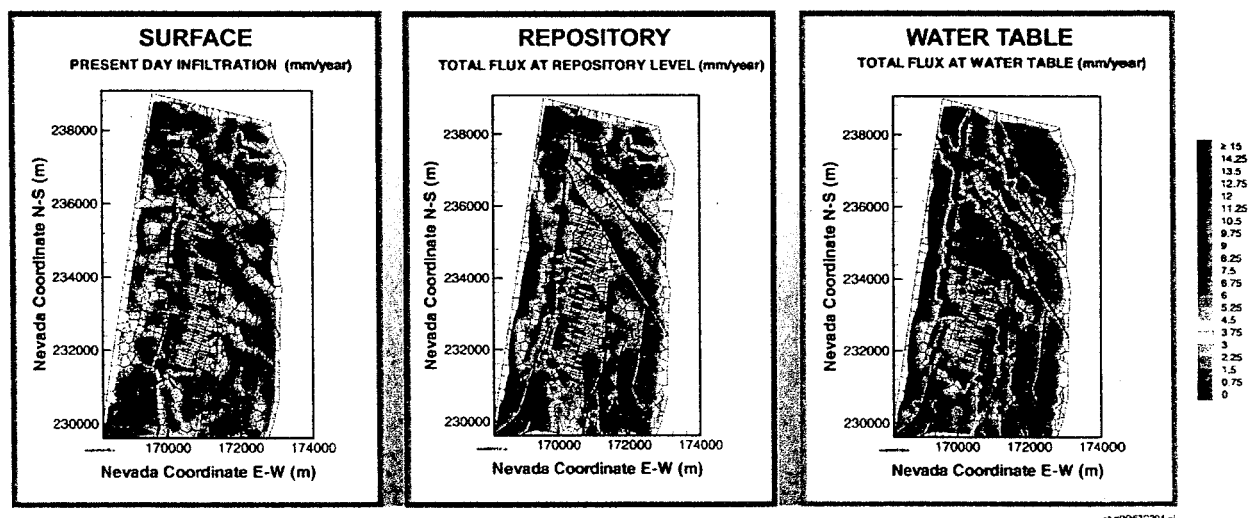 SURFACE
PRESENT DAY INFILTRATION (mm/year)
Nevada Coordinate N-S (m)
238000
236000
234000
232000
230000
170000 172000 174000
Nevada Coordinate E-W (m)
REPOSITORY
TOTAL FLUX AT REPOSITORY LEVEL (mm/year)
Nevada Coordinate N-S (m)
238000
236000
234000
232000
230000
170000 172000 174000
Nevada Coordinate E-W (m)
WATER TABLE
TOTAL FLUX AT WATER TABLE (mm/year)
Nevada Coordinate N-S (m)
238000
236000
234000
232000
230000
170000 172000 174000
Nevada Coordinate E-W (m)
≥ 15
14.25
13.5
12.75
12
11.25
10.5
9.75
9
8.25
7.5
6.75
6
5.25
4.5
3.75
3
2.25
1.5
0.75
0